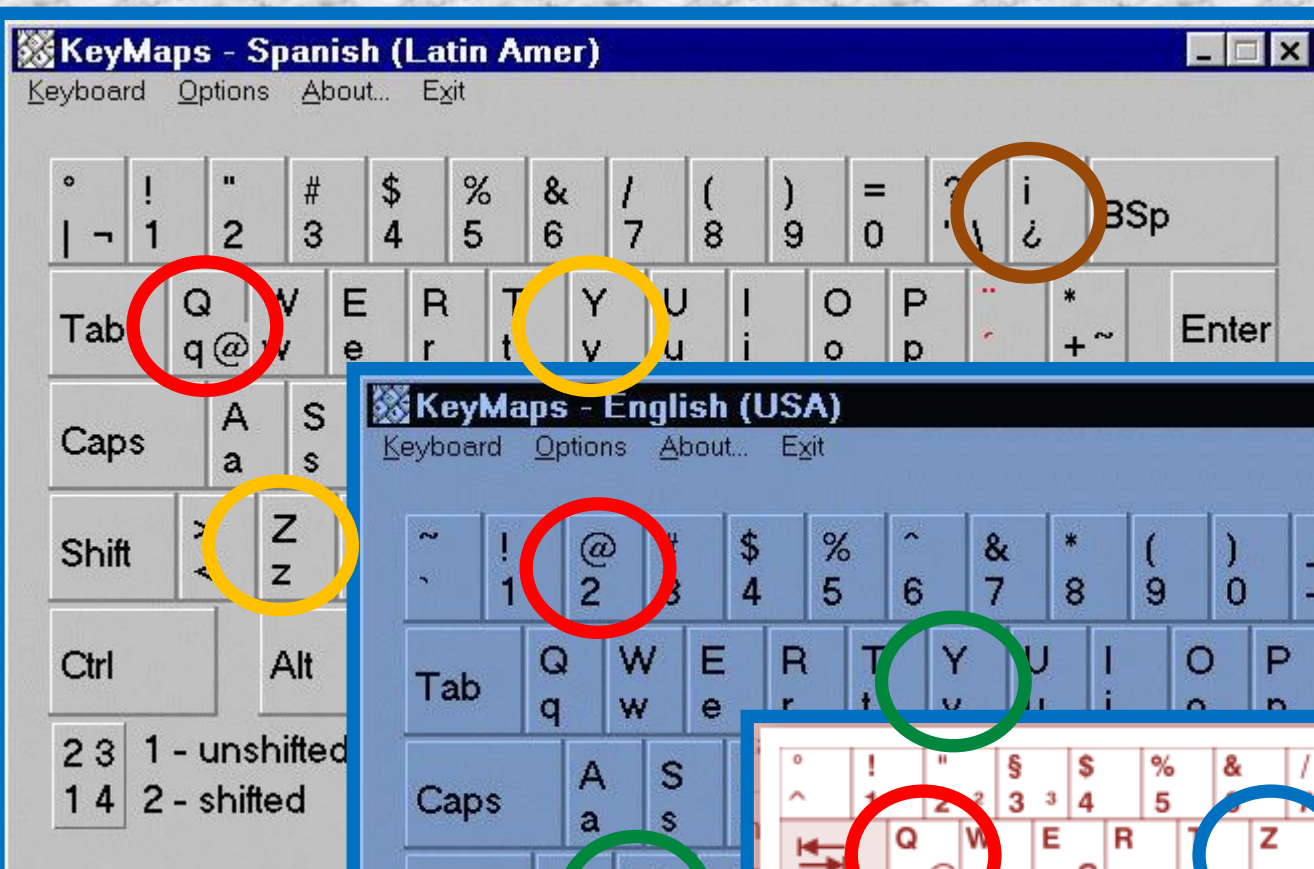 KeyMaps - Spanish (Latin Amer)
Keyboard Options About... Exit
° ! " # $ % & / ( ) = ? ¡
| ¬ 1 2 3 4 5 6 7 8 9 0 ' \ ¿ BSp
Tab Q W E R T Y U I O P ¨ * Enter
q @ w e r t y u i o p ´ + ~
Caps A S
a s
Shift > Z
< z
Ctrl Alt
2 3 1 - unshifted
1 4 2 - shifted
KeyMaps - English (USA)
Keyboard Options About... Exit
~ ! @ # $ % ^ & * ( )
` 1 2 3 4 5 6 7 8 9 0
Tab Q W E R T Y U I O P
q w e r t y u i o p
Caps A S
a s
° ! " § $ % & /
^ 1 2 ² 3 ³ 4 5 6 7
Q W E R T Z